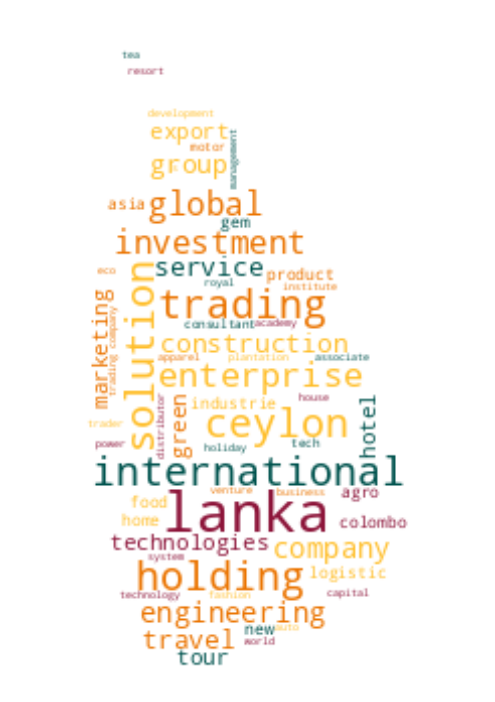 tea
resort
development
export
motor
management
group
asia
global
gem
investment
service
eco
product
royal
institute
solution
marketing
trading company
trading
consultant
academy
construction
apparel
plantation
associate
enterprise
house
distributor
green
industrie
hotel
trader
ceylon
power
holiday
tech
international
venture
business
agro
food
lanka
home
colombo
technologies
company
system
holding
logistic
technology
fashion
capital
engineering
new
auto
travel
world
tour